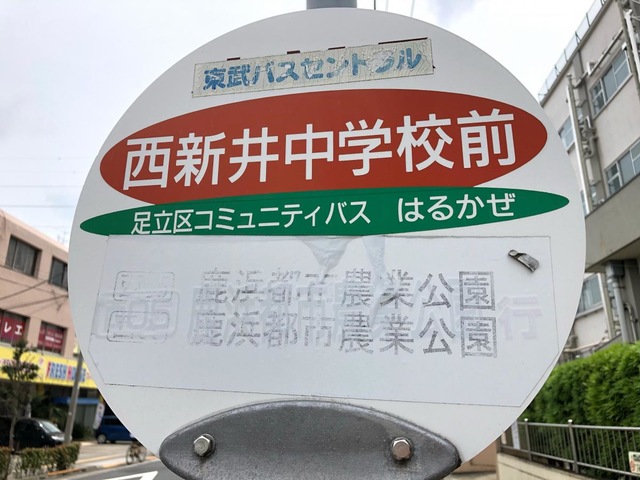 東武バスセントラル
西新井中学校前
足立区コミュニティバス はるかぜ
鹿浜都市農業公園
鹿浜都市農業公園
行
FRESH